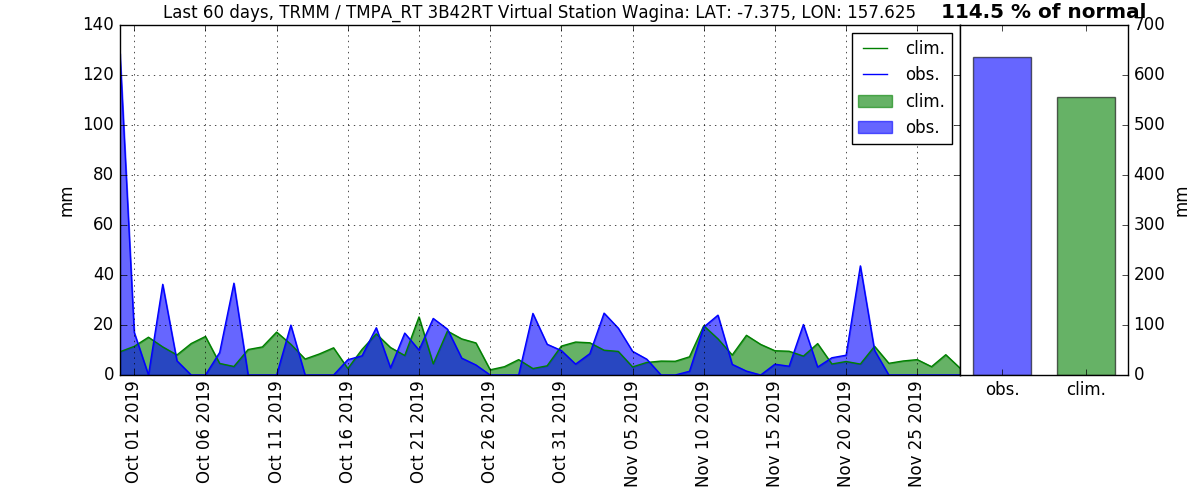 Last 60 days, TRMM / TMPA_RT 3B42RT Virtual Station Wagina: LAT: -7.375, LON: 157.625
114.5 % of normal
140
120
100
80
60
40
20
0
mm
clim.
obs.
clim.
obs.
700
600
500
400
300
200
100
0
mm
obs.
clim.
Oct 01 2019
Oct 06 2019
Oct 11 2019
Oct 16 2019
Oct 21 2019
Oct 26 2019
Oct 31 2019
Nov 05 2019
Nov 10 2019
Nov 15 2019
Nov 20 2019
Nov 25 2019